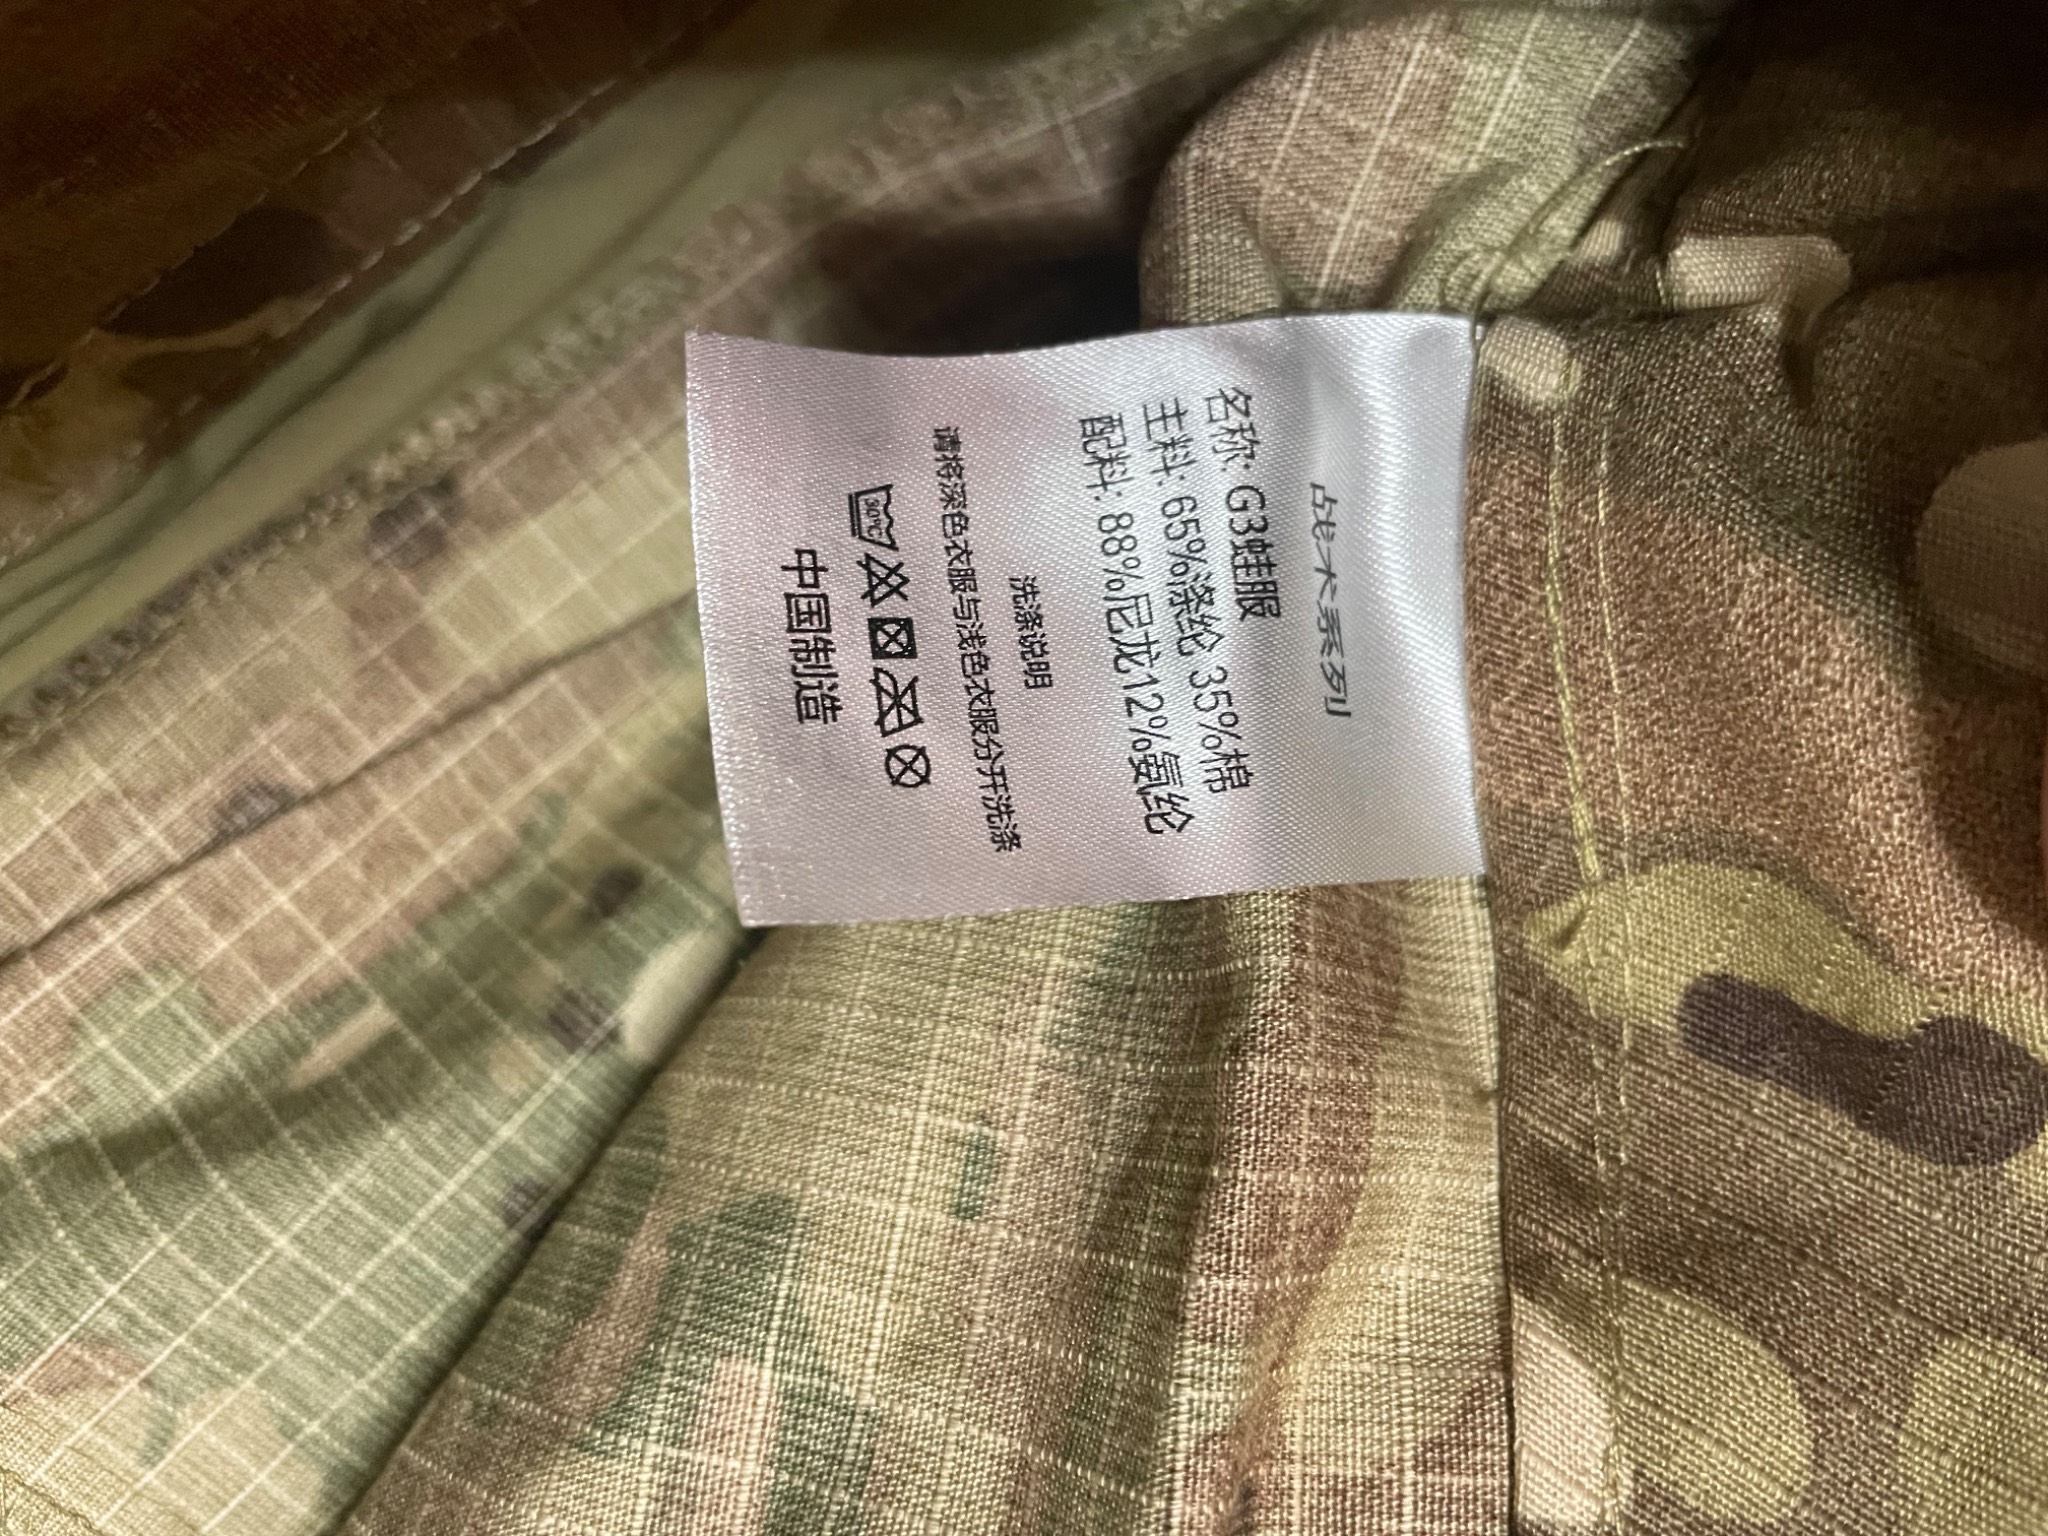 战术系列
名称: G3蛙服
主料: 65%涤纶 35%棉
配料: 88%尼龙12%氨纶
洗涤说明
请将深色衣服与浅色衣服分开洗涤
30℃
中国制造